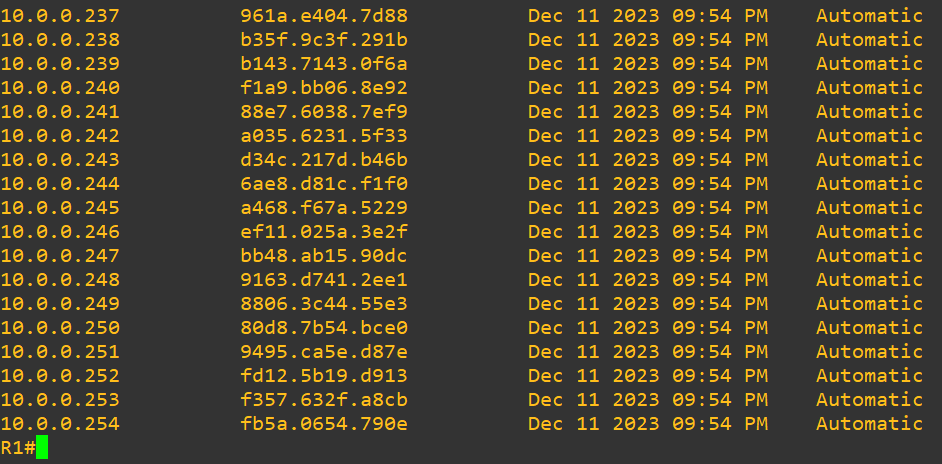 10.0.0.237 961a.e404.7d88 Dec 11 2023 09:54 PM Automatic
10.0.0.238 b35f.9c3f.291b Dec 11 2023 09:54 PM Automatic
10.0.0.239 b143.7143.0f6a Dec 11 2023 09:54 PM Automatic
10.0.0.240 f1a9.bb06.8e92 Dec 11 2023 09:54 PM Automatic
10.0.0.241 88e7.6038.7ef9 Dec 11 2023 09:54 PM Automatic
10.0.0.242 a035.6231.5f33 Dec 11 2023 09:54 PM Automatic
10.0.0.243 d34c.217d.b46b Dec 11 2023 09:54 PM Automatic
10.0.0.244 6ae8.d81c.f1f0 Dec 11 2023 09:54 PM Automatic
10.0.0.245 a468.f67a.5229 Dec 11 2023 09:54 PM Automatic
10.0.0.246 ef11.025a.3e2f Dec 11 2023 09:54 PM Automatic
10.0.0.247 bb48.ab15.90dc Dec 11 2023 09:54 PM Automatic
10.0.0.248 9163.d741.2ee1 Dec 11 2023 09:54 PM Automatic
10.0.0.249 8806.3c44.55e3 Dec 11 2023 09:54 PM Automatic
10.0.0.250 80d8.7b54.bce0 Dec 11 2023 09:54 PM Automatic
10.0.0.251 9495.ca5e.d87e Dec 11 2023 09:54 PM Automatic
10.0.0.252 fd12.5b19.d913 Dec 11 2023 09:54 PM Automatic
10.0.0.253 f357.632f.a8cb Dec 11 2023 09:54 PM Automatic
10.0.0.254 fb5a.0654.790e Dec 11 2023 09:54 PM Automatic
R1#